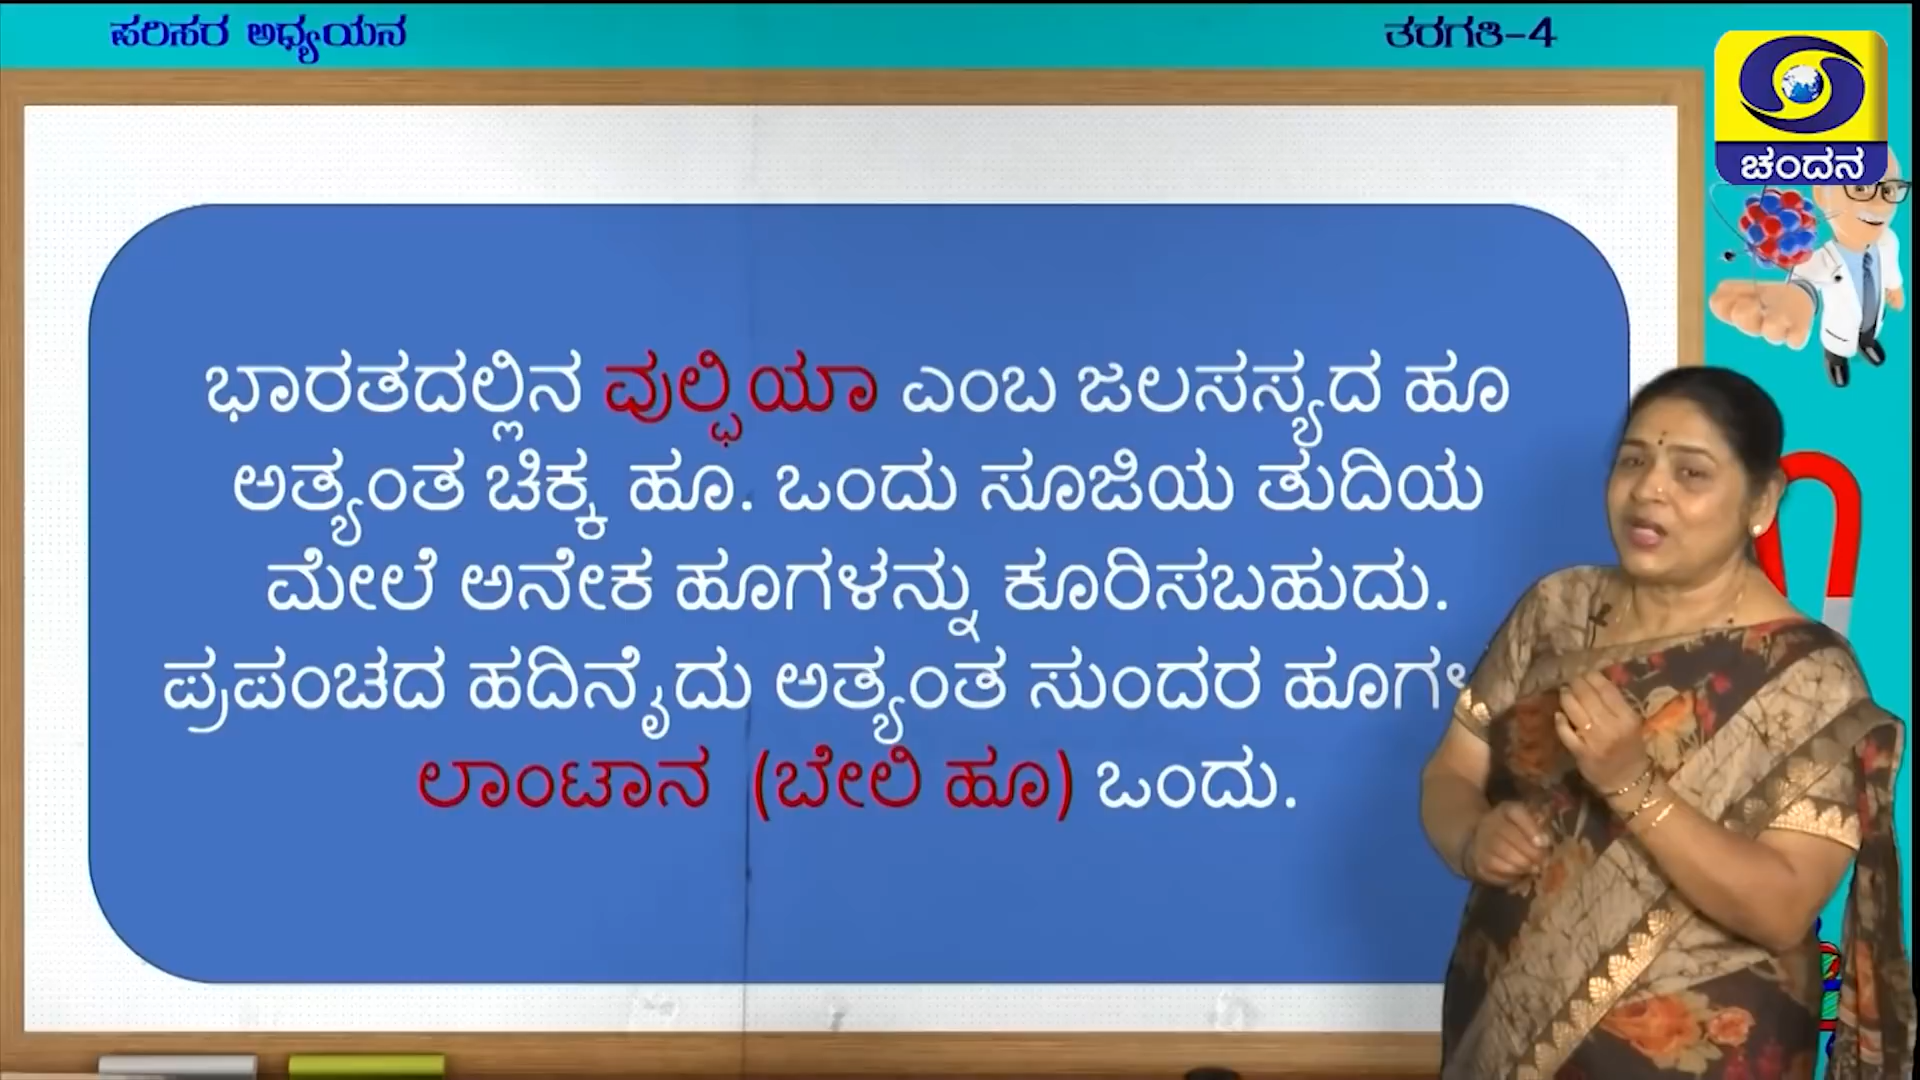 ಪರಿಸರ ಅಧ್ಯಯನ
ತರಗತಿ-4
ಚಂದನ
ಭಾರತದಲ್ಲಿನ ವುಲ್ಫಿಯಾ ಎಂಬ ಜಲಸಸ್ಯದ ಹೂ
ಅತ್ಯಂತ ಚಿಕ್ಕ ಹೂ. ಒಂದು ಸೂಜಿಯ ತುದಿಯ
ಮೇಲೆ ಅನೇಕ ಹೂಗಳನ್ನು ಕೂರಿಸಬಹುದು.
ಪ್ರಪಂಚದ ಹದಿನೈದು ಅತ್ಯಂತ ಸುಂದರ
ಲಾಂಟಾನ (ಬೇಲಿ ಹೂ) ಒಂದು.